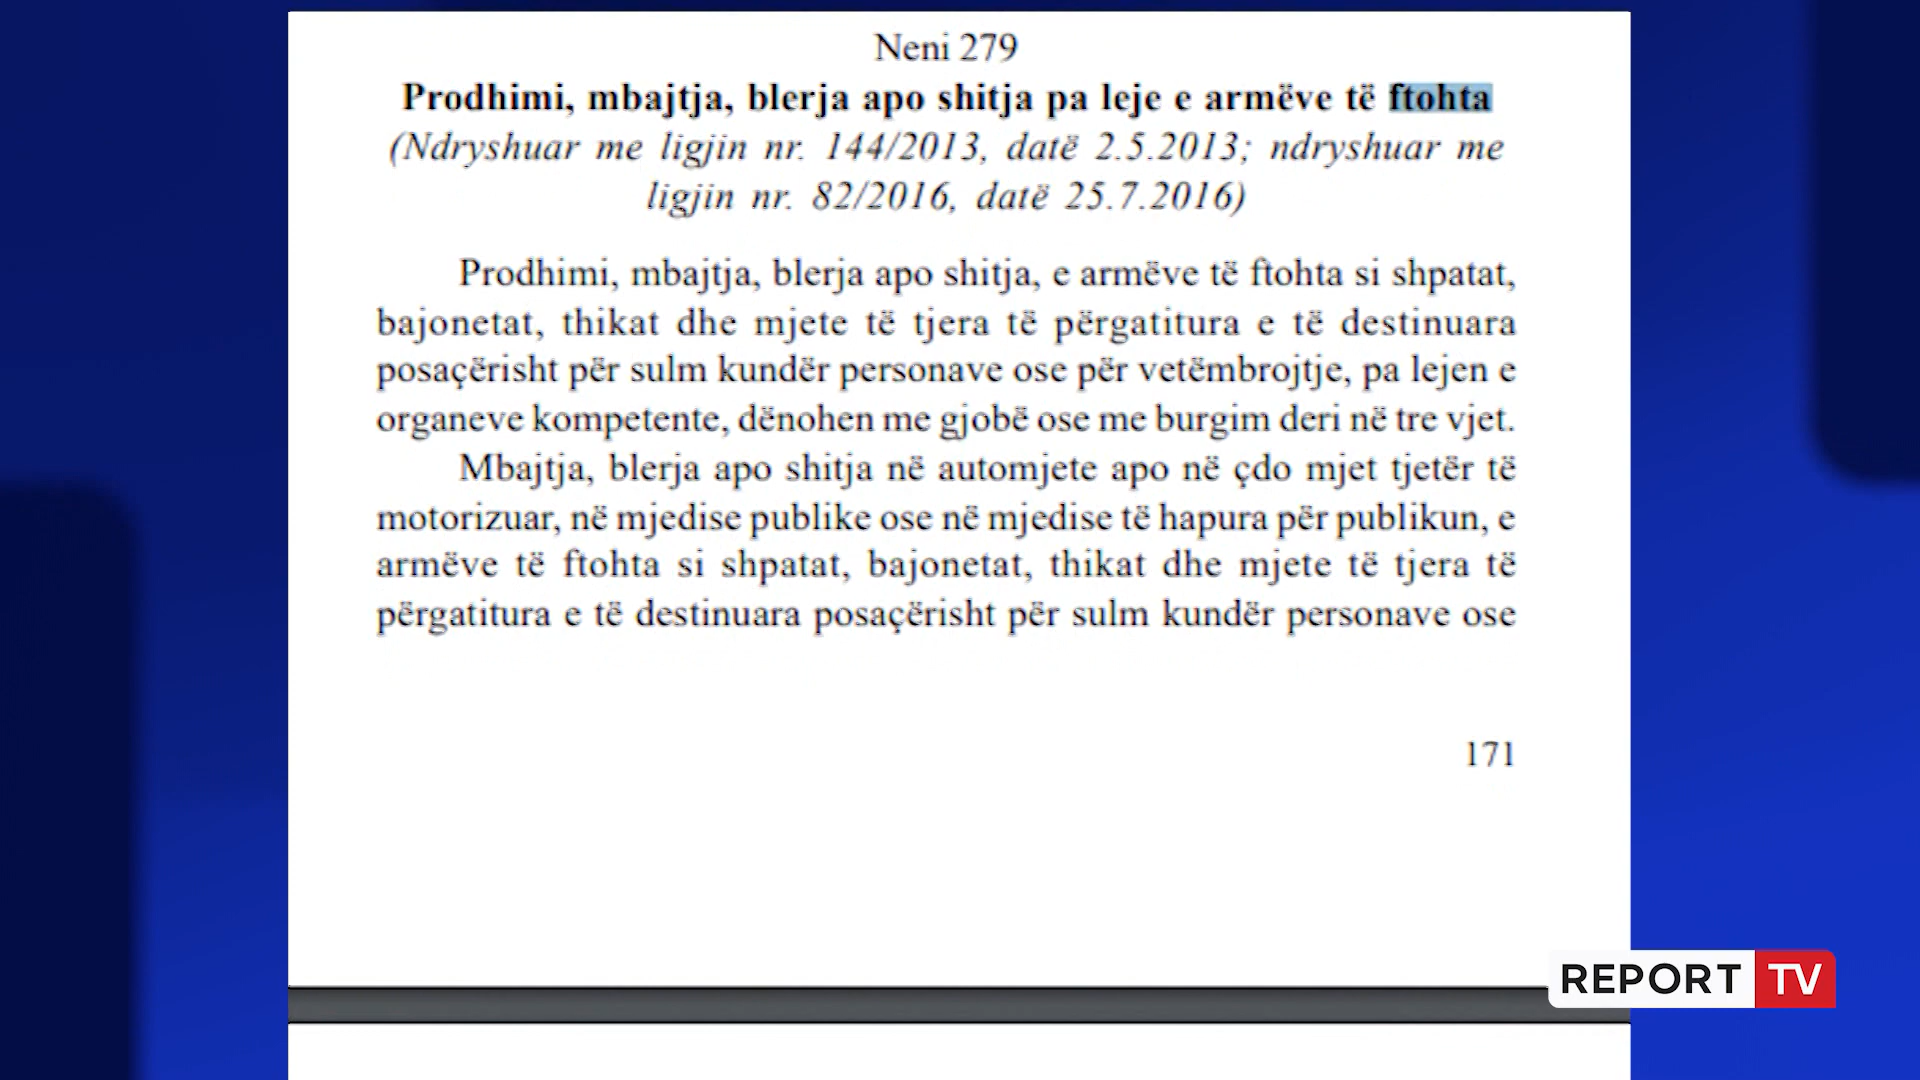 Neni 279
Prodhimi, mbajtja, blerja apo shitja pa leje e armëve të ftohta
(Ndryshuar me ligjin nr. 144/2013, datë 2.5.2013; ndryshuar me
ligjin nr. 82/2016, datë 25.7.2016)
Prodhimi, mbajtja, blerja apo shitja, e armëve të ftohta si shpatat,
bajonetat, thikat dhe mjete të tjera të përgatitura e të destinuara
posaçërisht për sulm kundër personave ose për vetëmbrojtje, pa lejen e
organeve kompetente, dënohen me gjobë ose me burgim deri në tre vjet.
Mbajtja, blerja apo shitja në automjete apo në çdo mjet tjetër të
motorizuar, në mjedise publike ose në mjedise të hapura për publikun, e
armëve të ftohta si shpatat, bajonetat, thikat dhe mjete të tjera të
përgatitura e të destinuara posaçërisht për sulm kundër personave ose
171
REPORT TV